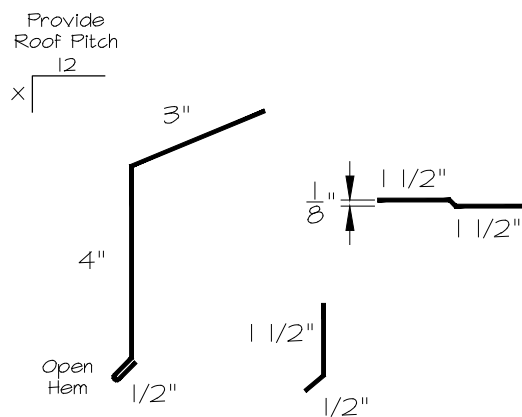 Provide
Roof Pitch
12
X
3"
4"
Open
Hem
1/2"
1/8"
1 1/2"
1 1/2"
1 1/2"
1/2"